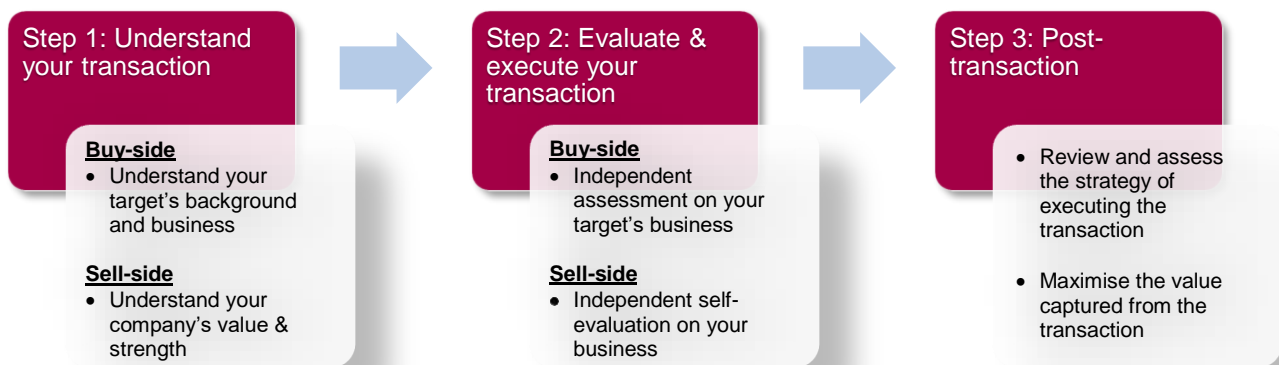 Step 1: Understand
your transaction
Buy-side
• Understand your
target's background
and business
Sell-side
• Understand your
company's value &
strength
Step 2: Evaluate &
execute your
transaction
Buy-side
• Independent
assessment on your
target's business
Sell-side
• Independent self-
evaluation on your
business
Step 3: Post-
transaction
• Review and assess
the strategy of
executing the
transaction
• Maximise the value
captured from the
transaction